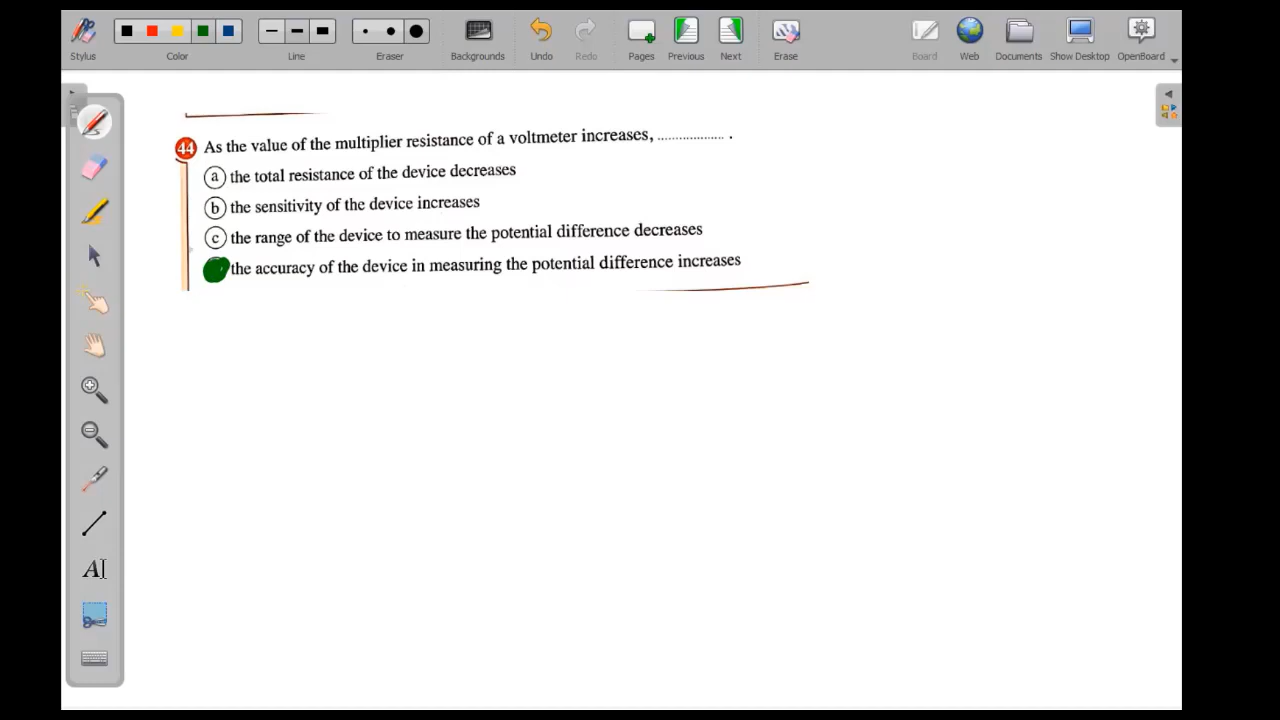 Stylus
Color
Line
Eraser
Backgrounds
Undo
Redo
Pages
Previous
Next
Erase
Board
Web
Documents
Show Desktop
OpenBoard
44 As the value of the multiplier resistance of a voltmeter increases, ................... .
a the total resistance of the device decreases
b the sensitivity of the device increases
c the range of the device to measure the potential difference decreases
the accuracy of the device in measuring the potential difference increases